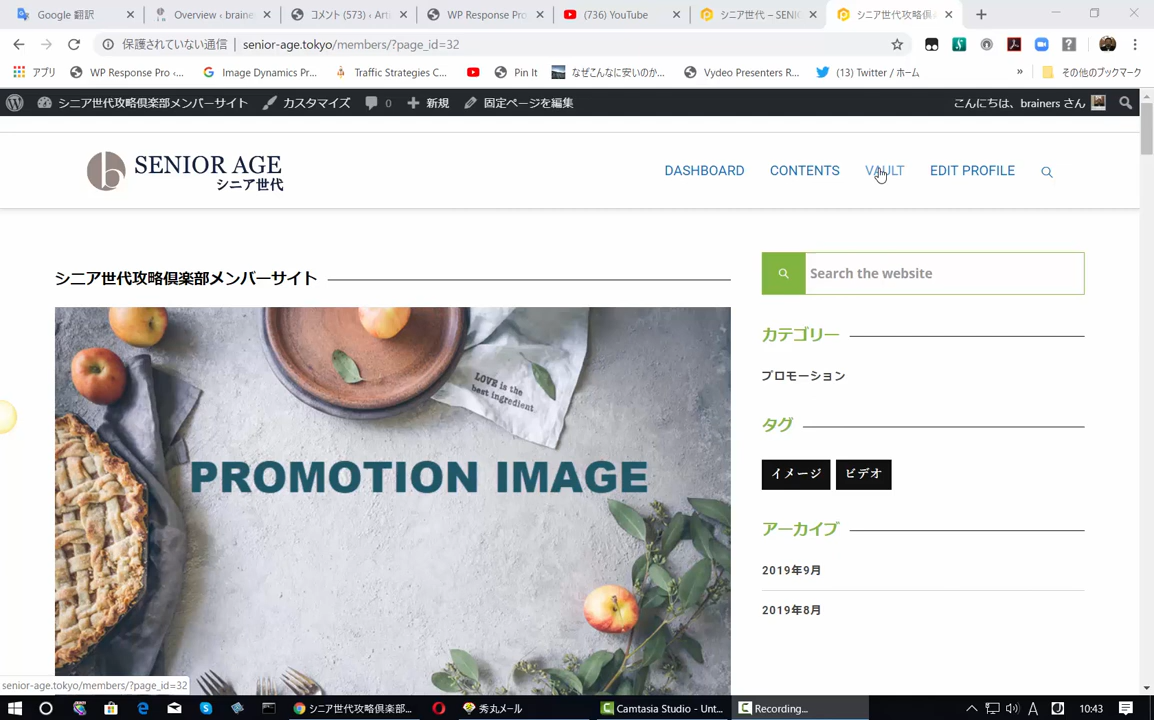 Google 翻訳
Overview ‹ braine
コメント (573) ‹ Arti
WP Response Pro
(736) YouTube
シニア世代 – SENI
シニア世代攻略倶
保護されていない通信 | senior-age.tokyo/members/?page_id=32
アプリ
WP Response Pro ‹...
Image Dynamics Pr...
Traffic Strategies C...
Pin It
なぜこんなに安いのか...
Vydeo Presenters R...
(13) Twitter / ホーム
»
その他のブックマーク
シニア世代攻略倶楽部メンバーサイト
カスタマイズ
0
新規
固定ページを編集
こんにちは、brainers さん
SENIOR AGE
シニア世代
DASHBOARD
CONTENTS
VAULT
EDIT PROFILE
シニア世代攻略倶楽部メンバーサイト
Search the website
LOVE is the
best ingredient.
PROMOTION IMAGE
カテゴリー
プロモーション
タグ
イメージ
ビデオ
アーカイブ
2019年9月
2019年8月
senior-age.tokyo/members/?page_id=32
シニア世代攻略倶楽部...
秀丸メール
Camtasia Studio - Unt...
Recording...
A
10:43